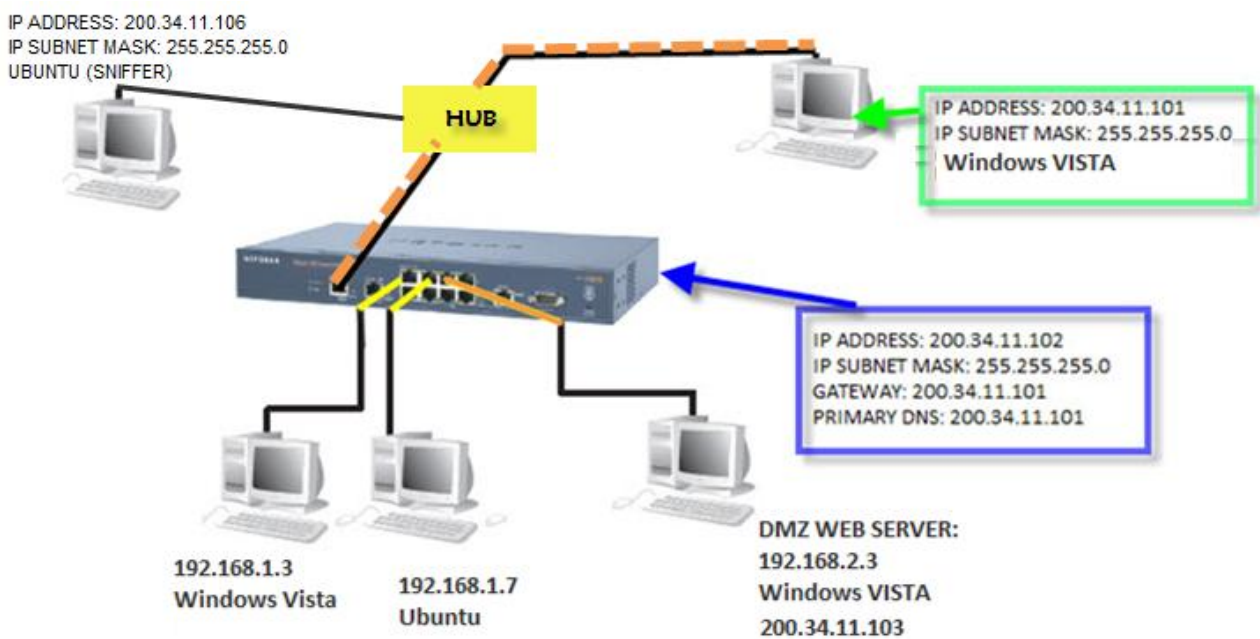 IP ADDRESS: 200.34.11.106
IP SUBNET MASK: 255.255.255.0
UBUNTU (SNIFFER)
HUB
IP ADDRESS: 200.34.11.101
IP SUBNET MASK: 255.255.255.0
Windows VISTA
NETGEAR
IP ADDRESS: 200.34.11.102
IP SUBNET MASK: 255.255.255.0
GATEWAY: 200.34.11.101
PRIMARY DNS: 200.34.11.101
192.168.1.3
Windows Vista
192.168.1.7
Ubuntu
DMZ WEB SERVER:
192.168.2.3
Windows VISTA
200.34.11.103